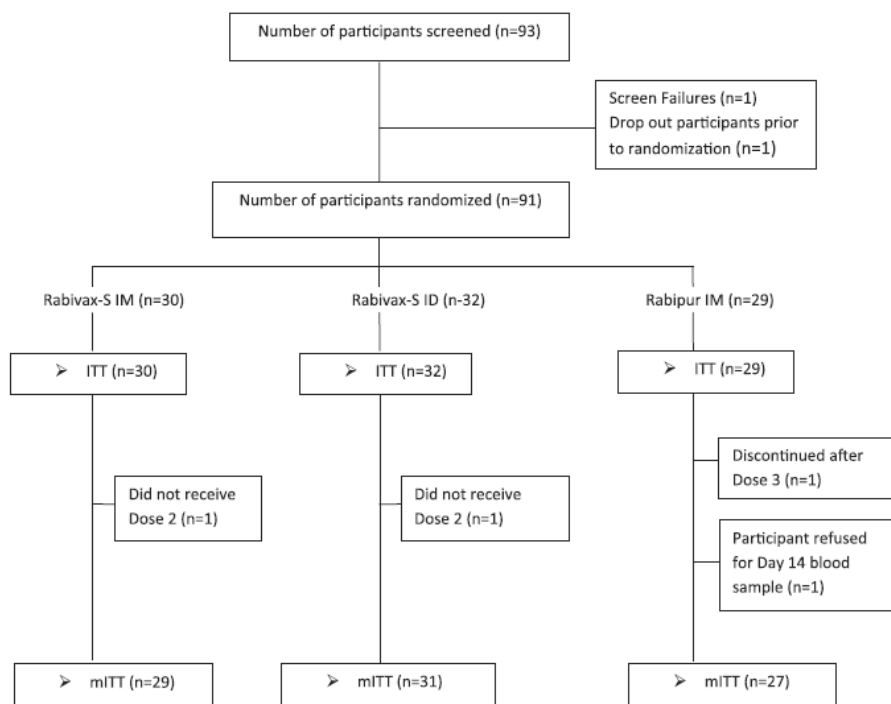 Number of participants screened (n=93)
Screen Failures (n=1)
Drop out participants prior
to randomization (n=1)
Number of participants randomized (n=91)
Rabivax-S IM (n=30)
Rabivax-S ID (n-32)
Rabipur IM (n=29)
➢ ITT (n=30)
➢ ITT (n=32)
➢ ITT (n=29)
Discontinued after
Dose 3 (n=1)
Did not receive
Dose 2 (n=1)
Did not receive
Dose 2 (n=1)
Participant refused
for Day 14 blood
sample (n=1)
➢ mITT (n=29)
➢ mITT (n=31)
➢ mITT (n=27)